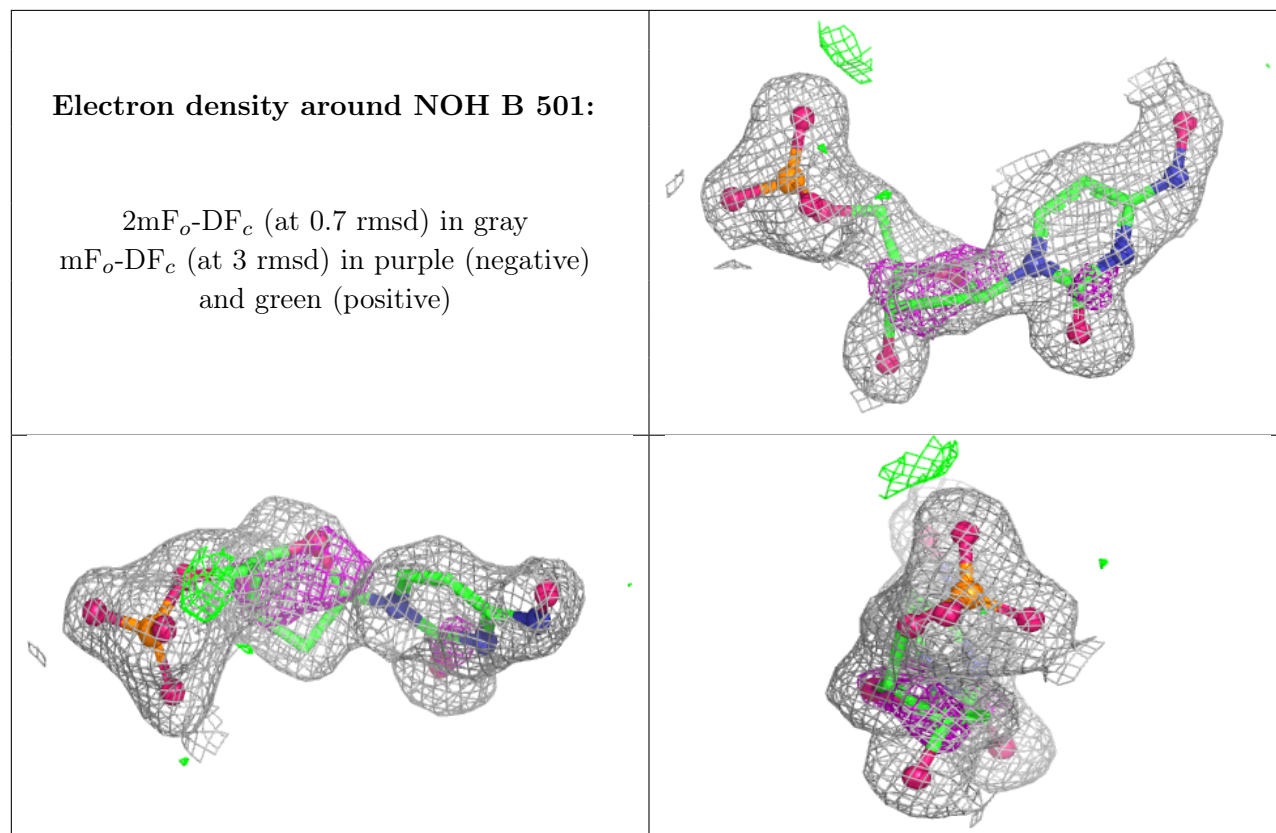 Electron density around NOH B 501:
2mFo-DFc (at 0.7 rmsd) in gray
mFo-DFc (at 3 rmsd) in purple (negative)
and green (positive)